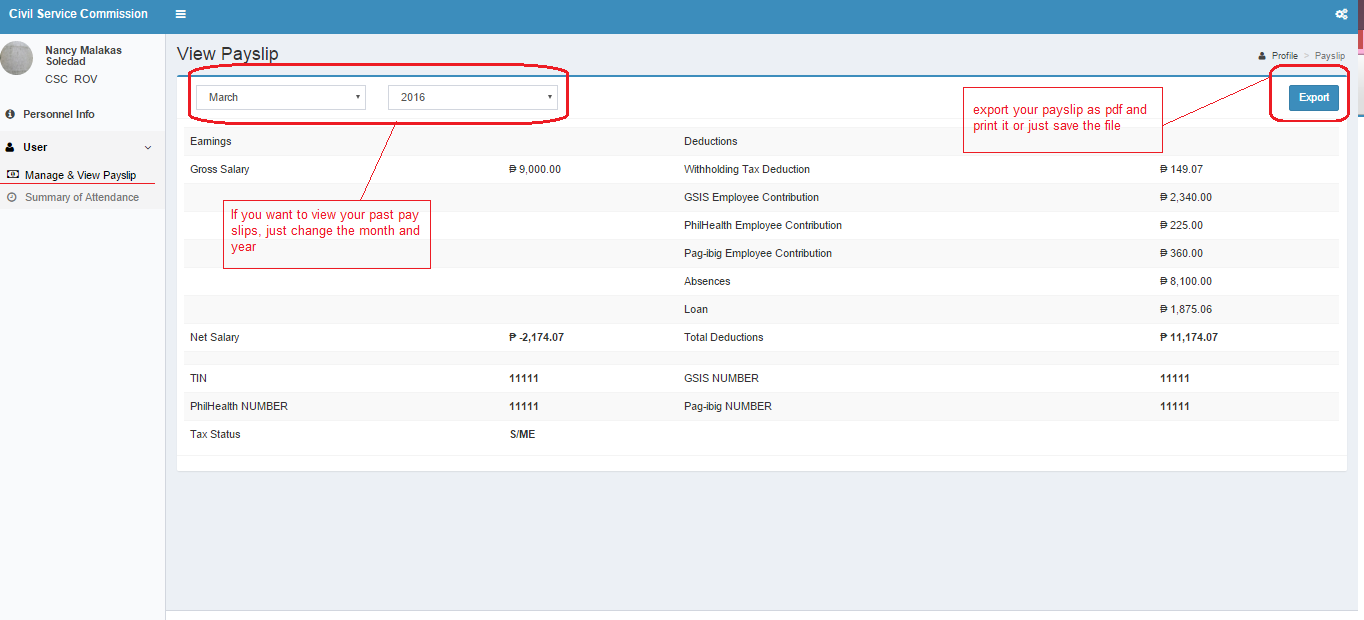 Civil Service Commission
Nancy Malakas
Soledad
CSC ROV
Personnel Info
User
Manage & View Payslip
Summary of Attendance
View Payslip
Profile > Payslip
March
2016
Export
export your payslip as pdf and
print it or just save the file
Earnings
Deductions
Gross Salary ₱ 9,000.00 Withholding Tax Deduction ₱ 149.07
GSIS Employee Contribution ₱ 2,340.00
If you want to view your past pay
slips, just change the month and
year
PhilHealth Employee Contribution ₱ 225.00
Pag-ibig Employee Contribution ₱ 360.00
Absences ₱ 8,100.00
Loan ₱ 1,875.06
Net Salary ₱ -2,174.07 Total Deductions ₱ 11,174.07
TIN 11111 GSIS NUMBER 11111
PhilHealth NUMBER 11111 Pag-ibig NUMBER 11111
Tax Status S/ME